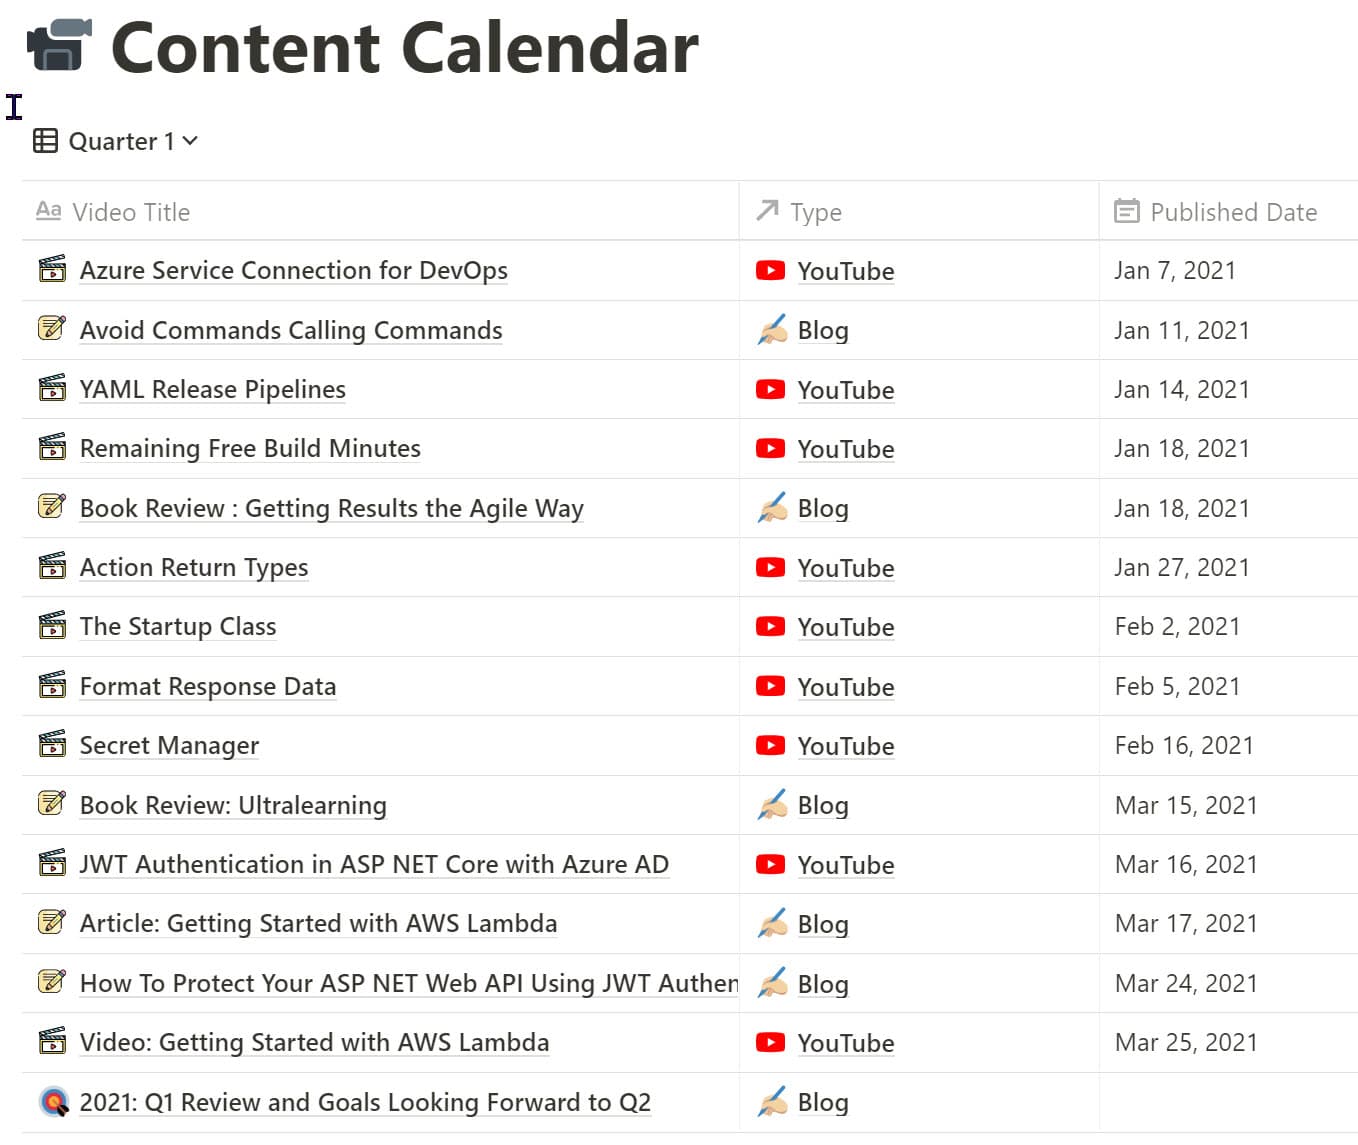 Content Calendar
Quarter 1
Aa Video Title Type Published Date
Azure Service Connection for DevOps YouTube Jan 7, 2021
Avoid Commands Calling Commands Blog Jan 11, 2021
YAML Release Pipelines YouTube Jan 14, 2021
Remaining Free Build Minutes YouTube Jan 18, 2021
Book Review : Getting Results the Agile Way Blog Jan 18, 2021
Action Return Types YouTube Jan 27, 2021
The Startup Class YouTube Feb 2, 2021
Format Response Data YouTube Feb 5, 2021
Secret Manager YouTube Feb 16, 2021
Book Review: Ultralearning Blog Mar 15, 2021
JWT Authentication in ASP NET Core with Azure AD YouTube Mar 16, 2021
Article: Getting Started with AWS Lambda Blog Mar 17, 2021
How To Protect Your ASP NET Web API Using JWT Authen Blog Mar 24, 2021
Video: Getting Started with AWS Lambda YouTube Mar 25, 2021
2021: Q1 Review and Goals Looking Forward to Q2 Blog